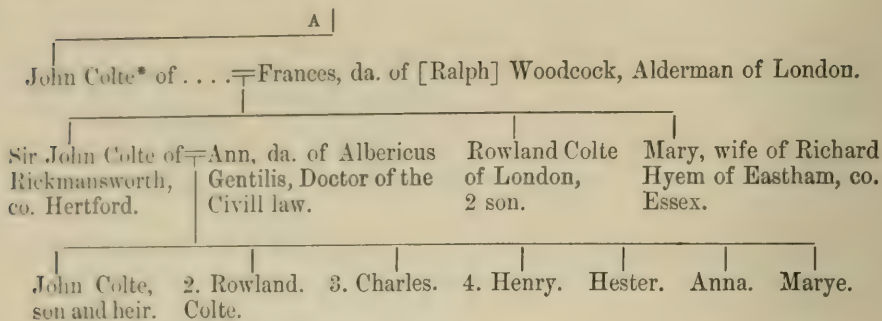 A
John Colte* of . . . . Frances, da. of [Ralph] Woodcock, Alderman of London.
Sir John Colte of Ann, da. of Albericus Rowland Colte Mary, wife of Richard
Rickmansworth, Gentilis, Doctor of the of London, Hyem of Eastham, co.
co. Hertford. Civill law. 2 son. Essex.
John Colte, 2. Rowland. 3. Charles. 4. Henry. Hester. Anna. Marye.
son and heir. Colte.